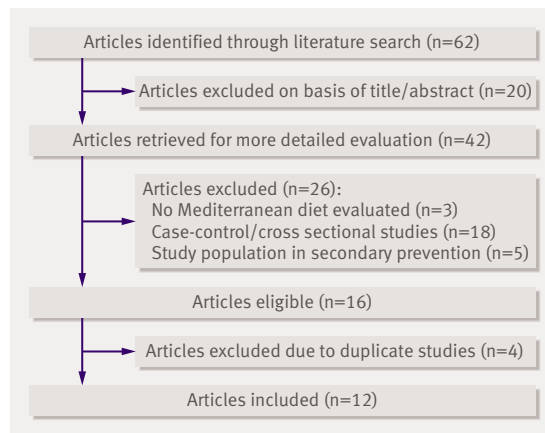 Articles identified through literature search (n=62)
Articles excluded on basis of title/abstract (n=20)
Articles retrieved for more detailed evaluation (n=42)
Articles excluded (n=26):
No Mediterranean diet evaluated (n=3)
Case-control/cross sectional studies (n=18)
Study population in secondary prevention (n=5)
Articles eligible (n=16)
Articles excluded due to duplicate studies (n=4)
Articles included (n=12)